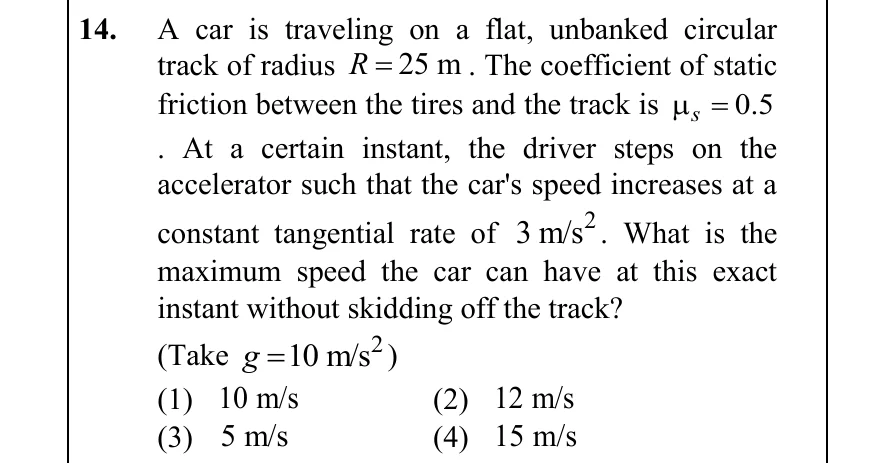 14. A car is traveling on a flat, unbanked circular
track of radius R = 25 m . The coefficient of static
friction between the tires and the track is μₛ = 0.5
. At a certain instant, the driver steps on the
accelerator such that the car's speed increases at a
constant tangential rate of 3 m/s². What is the
maximum speed the car can have at this exact
instant without skidding off the track?
(Take g = 10 m/s²)
(1) 10 m/s (2) 12 m/s
(3) 5 m/s (4) 15 m/s